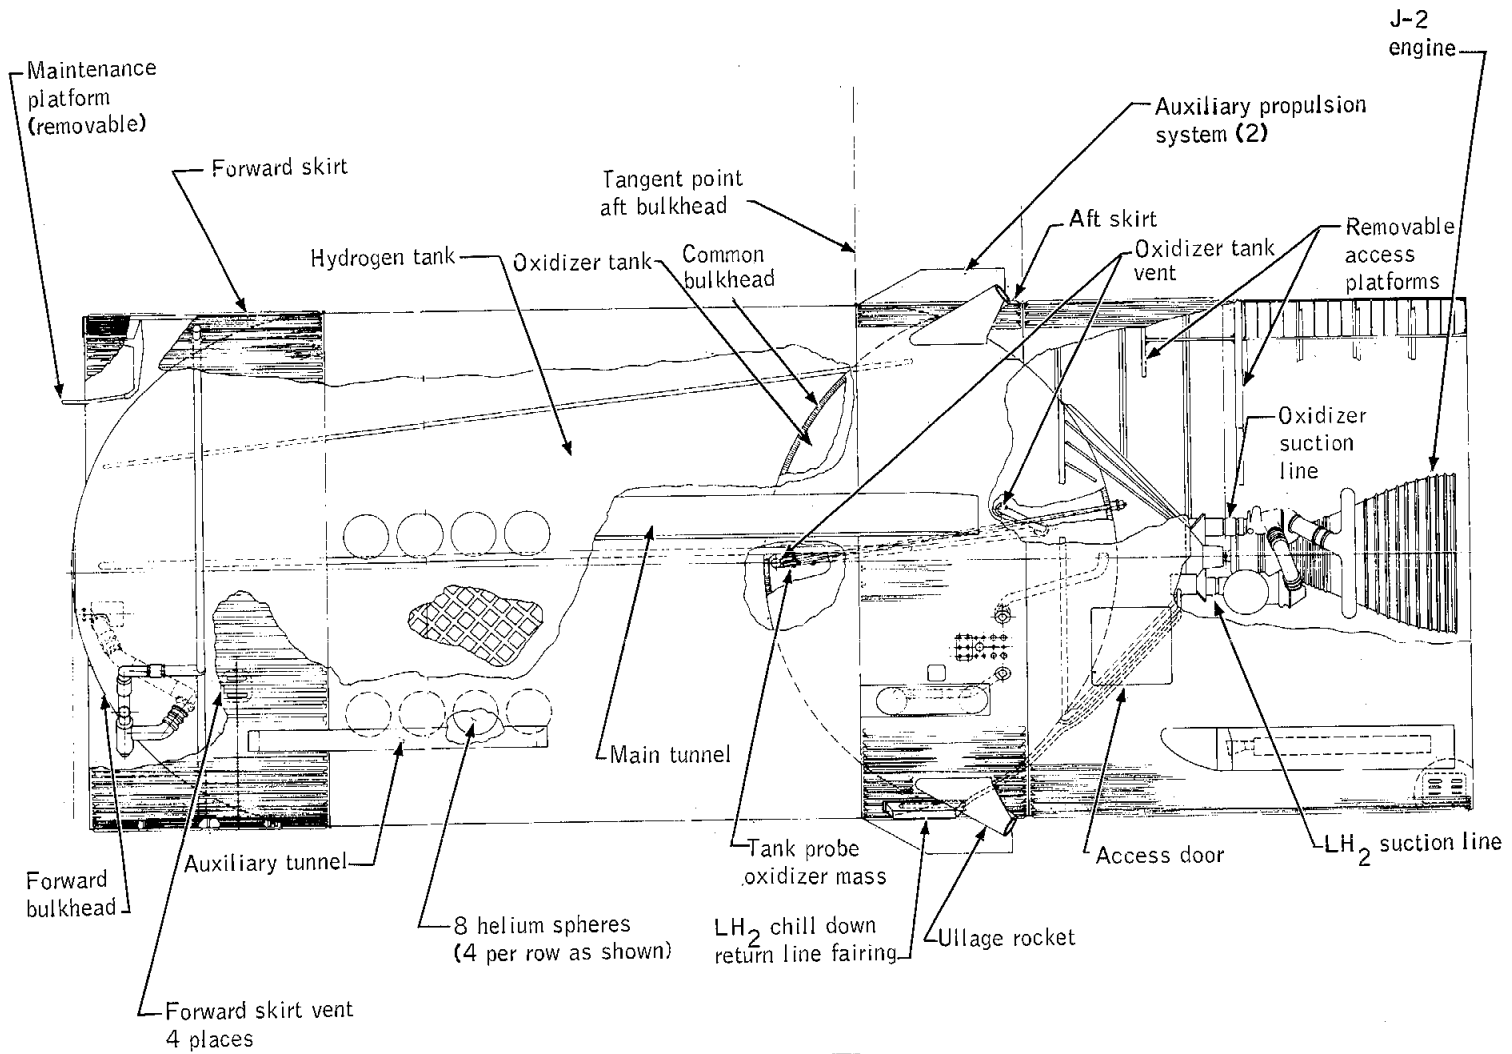 J-2
engine
Maintenance
platform
(removable)
Auxiliary propulsion
system (2)
Forward skirt
Tangent point
aft bulkhead
Aft skirt
Removable
access
platforms
Hydrogen tank
Oxidizer tank
Common
bulkhead
Oxidizer tank
vent
Oxidizer
suction
line
Main tunnel
Auxiliary tunnel
Tank probe
oxidizer mass
Access door
LH2 suction line
Forward
bulkhead
8 helium spheres
(4 per row as shown)
LH2 chill down
return line fairing
Ullage rocket
Forward skirt vent
4 places